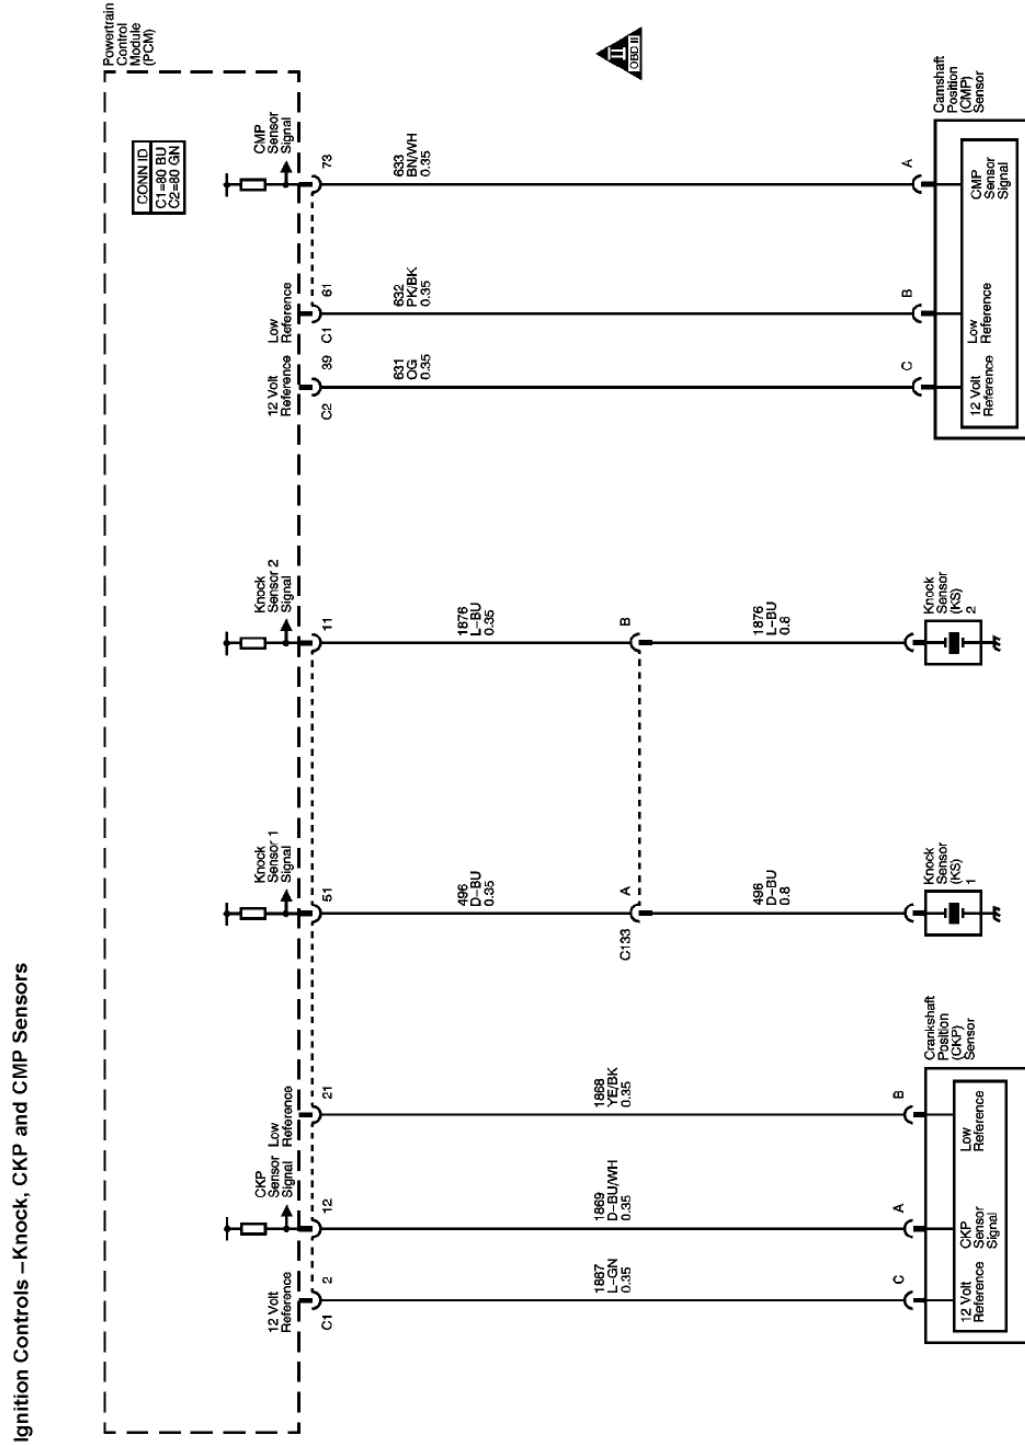 Ignition Controls –Knock, CKP and CMP Sensors
Powertrain
Control
Module
(PCM)
CONN ID
C1=80 BU
C2=80 GN
12 Volt
Reference
CKP
Sensor
Signal
Low
Reference
Knock
Sensor 1
Signal
Knock
Sensor 2
Signal
12 Volt
Reference
Low
Reference
CMP
Sensor
Signal
C1
2
12
21
51
11
C2
39
C1
61
73
II
OBD II
631
OG
0.35
632
PK/BK
0.35
633
BN/WH
0.35
496
D–BU
0.35
1876
L–BU
0.35
1867
L–GN
0.35
1869
D–BU/WH
0.35
1868
YE/BK
0.35
C133
A
B
496
D–BU
0.8
1876
L–BU
0.8
C
A
B
C
B
A
Crankshaft
Position
(CKP)
Sensor
Knock
Sensor
(KS)
1
Knock
Sensor
(KS)
2
Camshaft
Position
(CMP)
Sensor
12 Volt
Reference
CKP
Sensor
Signal
Low
Reference
12 Volt
Reference
Low
Reference
CMP
Sensor
Signal